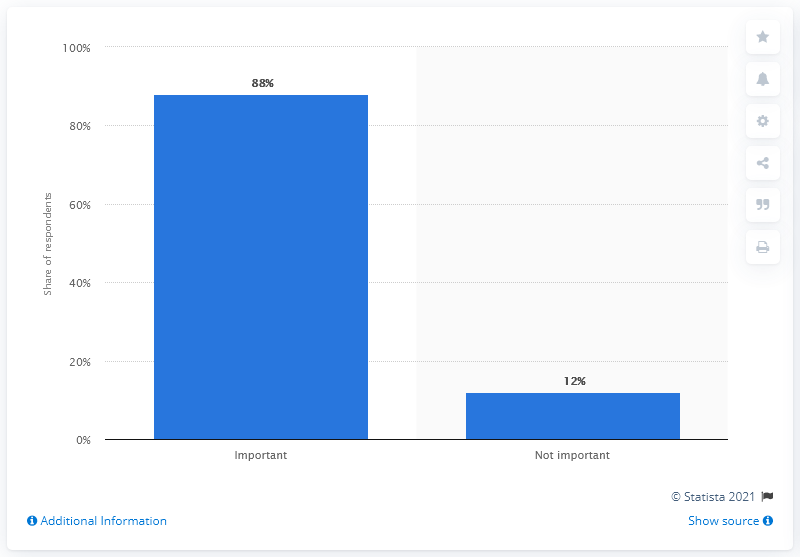 100%
88%
80%
60%
Share of respondents
40%
20%
12%
0%
Important
Not important
© Statista 2021
Additional Information
Show source